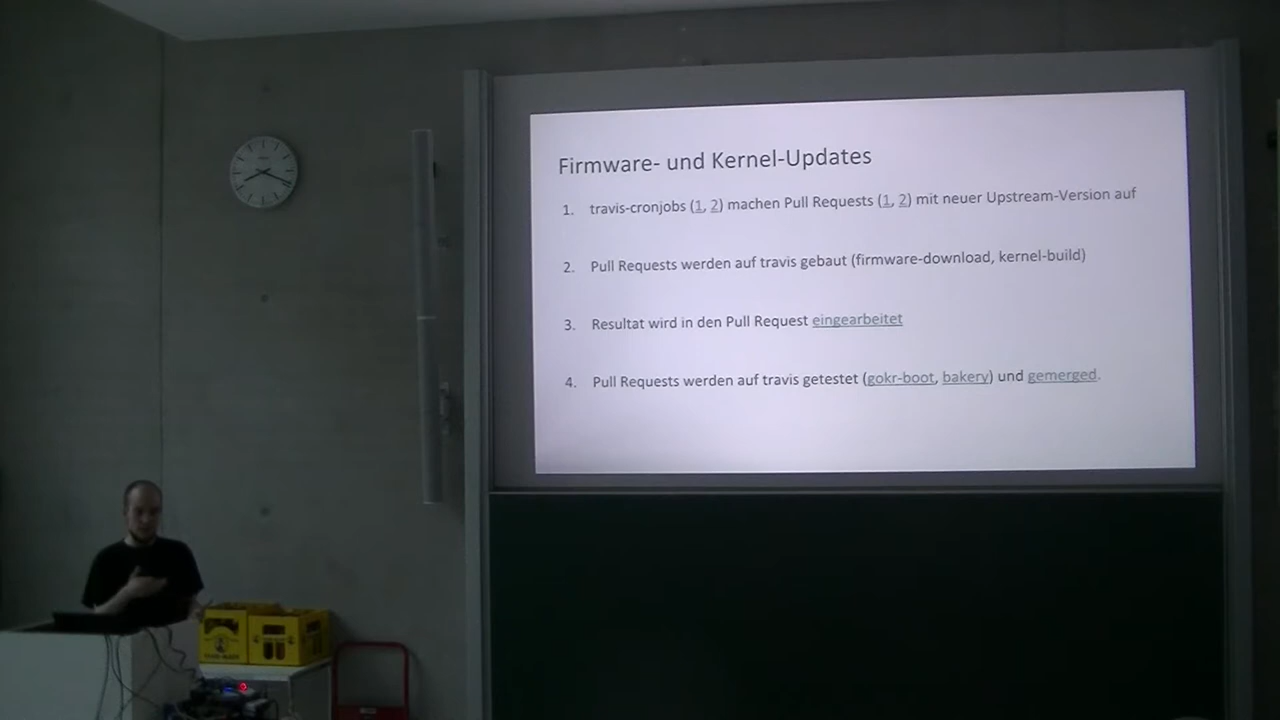 Firmware- und Kernel-Updates
1. travis-cronjobs (1, 2) machen Pull Requests (1, 2) mit neuer Upstream-Version auf
2. Pull Requests werden auf travis gebaut (firmware-download, kernel-build)
3. Resultat wird in den Pull Request eingearbeitet
4. Pull Requests werden auf travis getestet (gokr-boot, bakery) und gemerged.